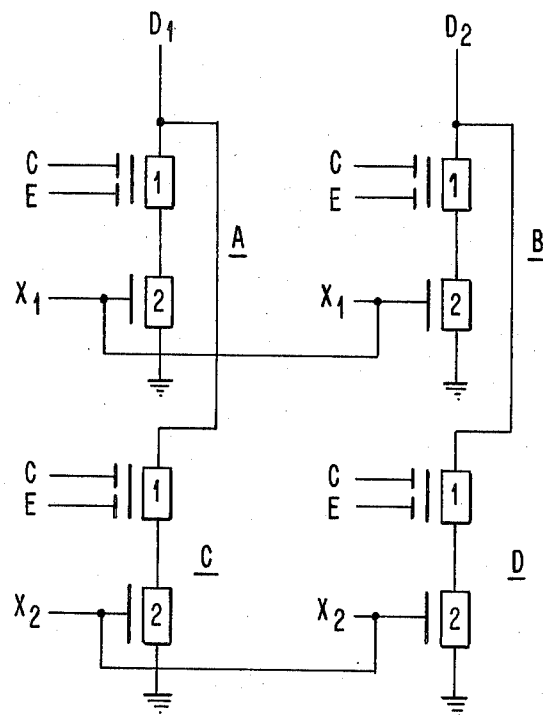 D1 D2
C 1 C 1
E E
A B
X1 2 X1 2
C 1 C 1
E E
C D
X2 2 X2 2